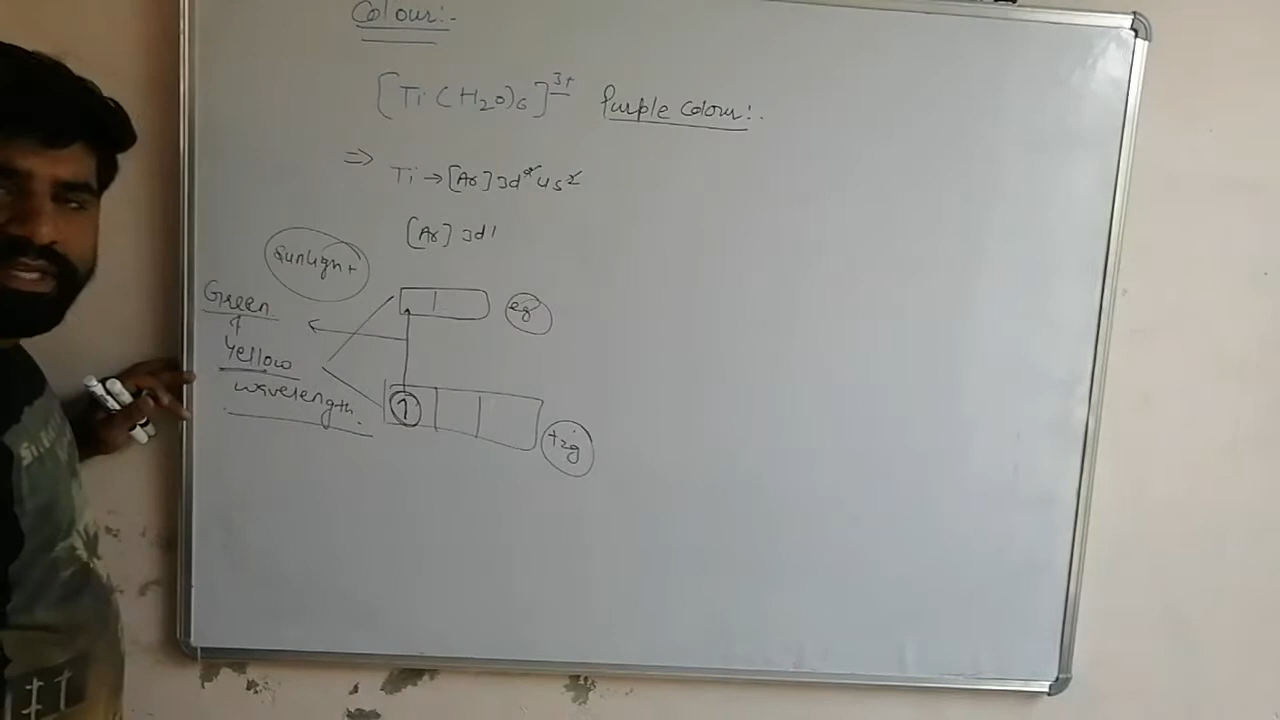 Colour:-
[Ti(H2O)6]3+ Purple Colour:.
⇒ Ti → [Ar] 3d2 4s2
[Ar] 3d1
Sunlight
eg
Green
&
Yellow
wavelength.
1
t2g